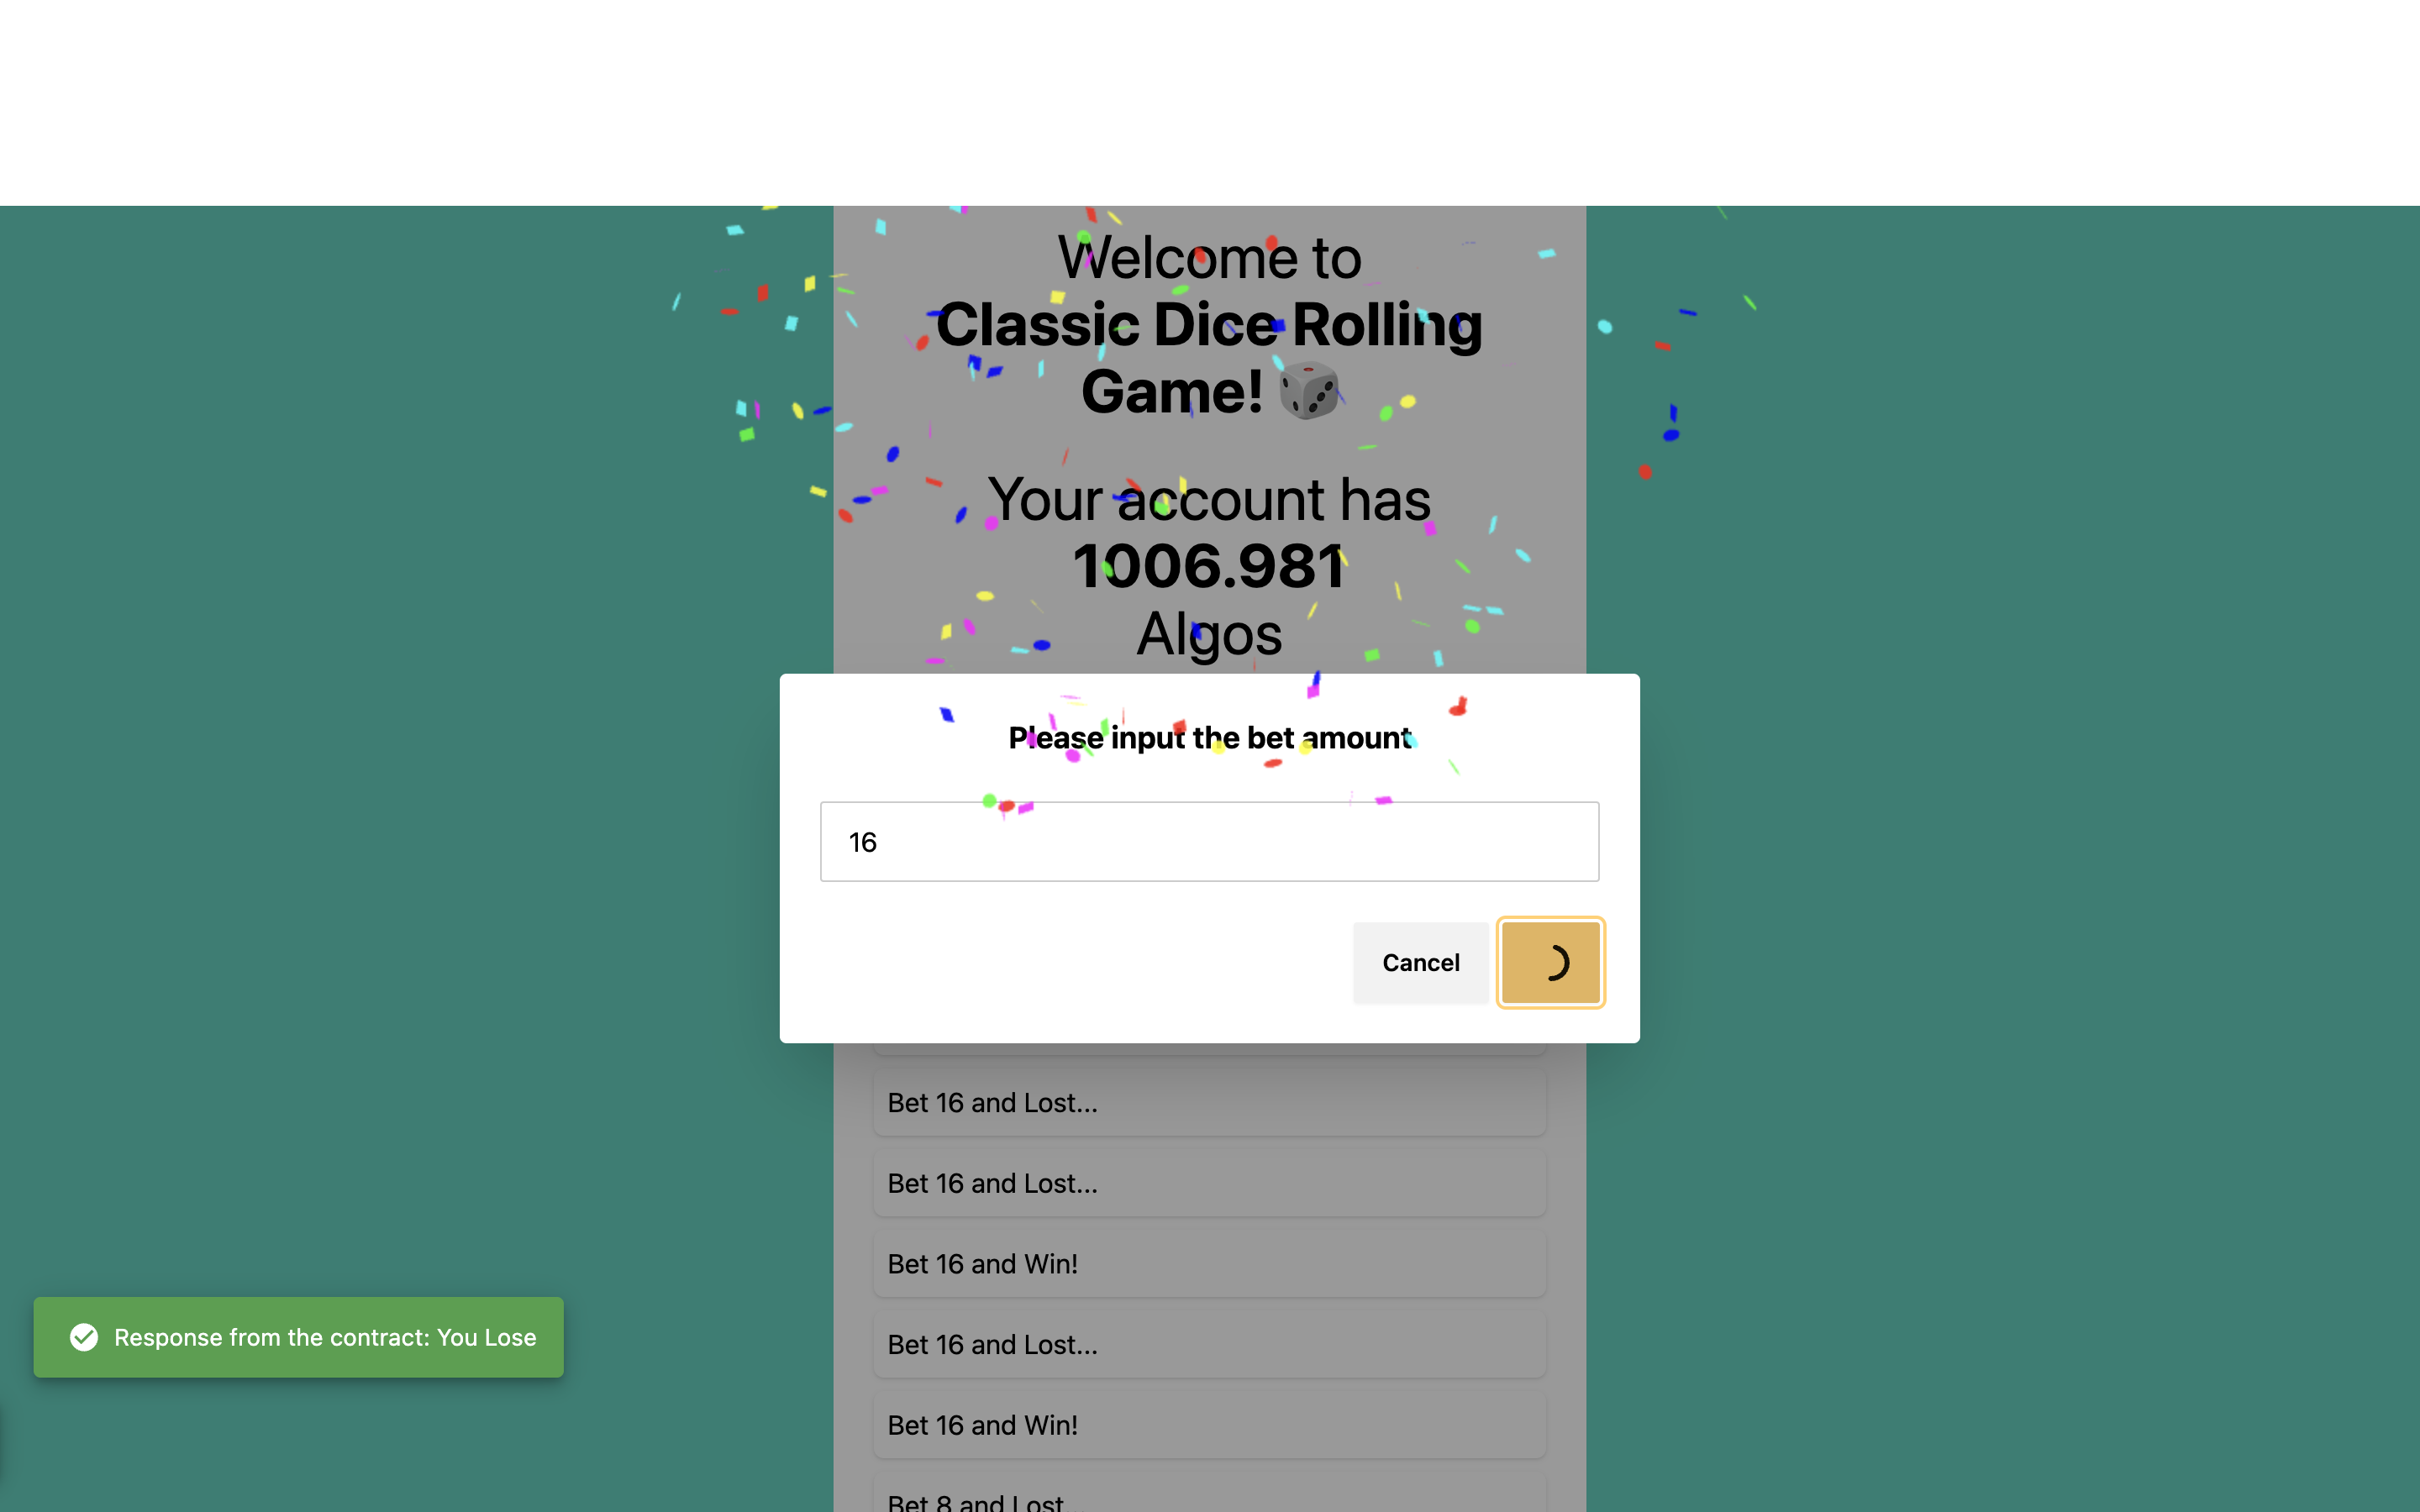 Welcome to
Classic Dice Rolling
Game!
Your account has
1006.981
Algos
Please input the bet amount
16
Cancel
Bet 16 and Lost...
Bet 16 and Lost...
Bet 16 and Win!
Bet 16 and Lost...
Bet 16 and Win!
Bet 8 and Lost...
Response from the contract: You Lose